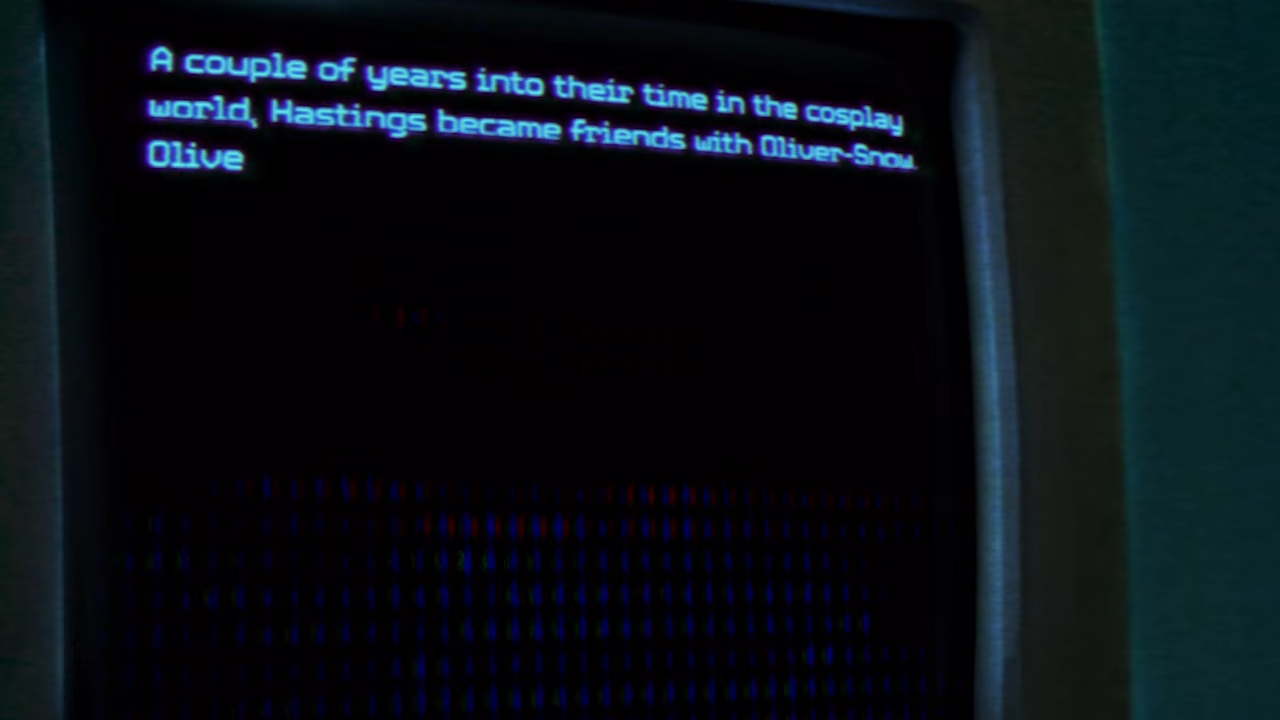 A couple of years into their time in the cosplay
world, Hastings became friends with Oliver-Snow.
Olive